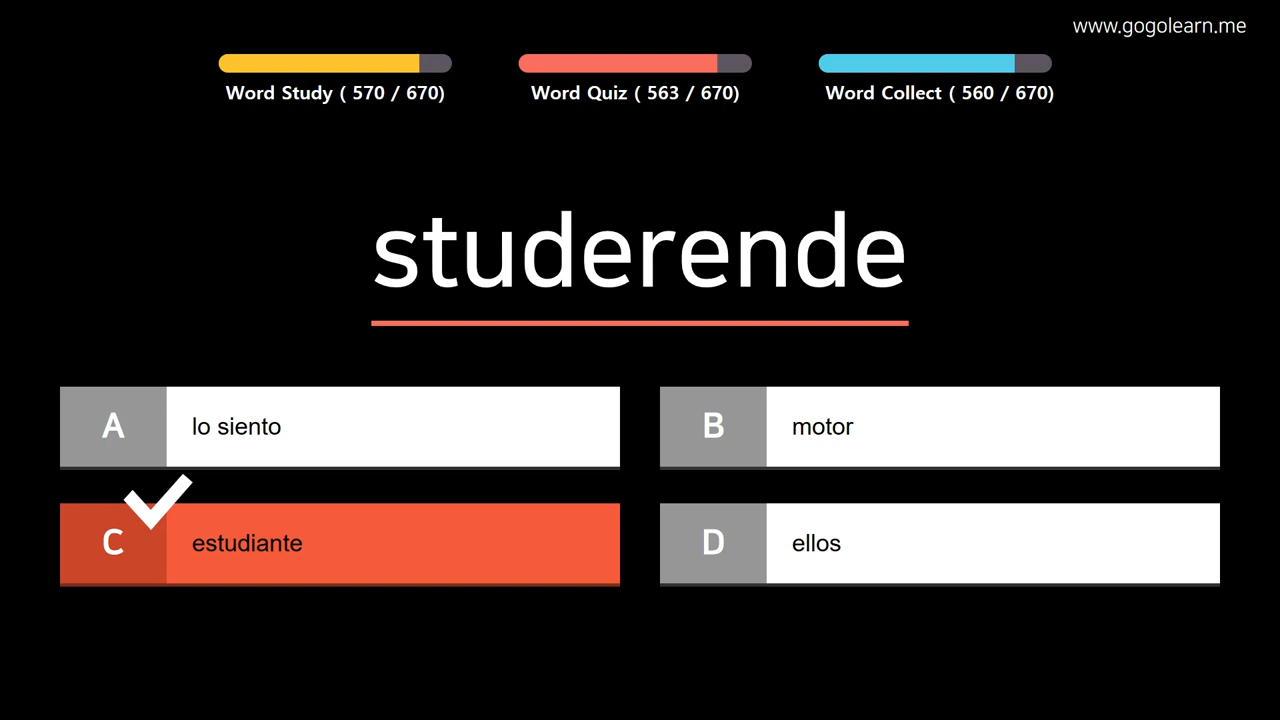 www.gogolearn.me
Word Study ( 570 / 670)
Word Quiz ( 563 / 670)
Word Collect ( 560 / 670)
studerende
A lo siento
B motor
C estudiante
D ellos